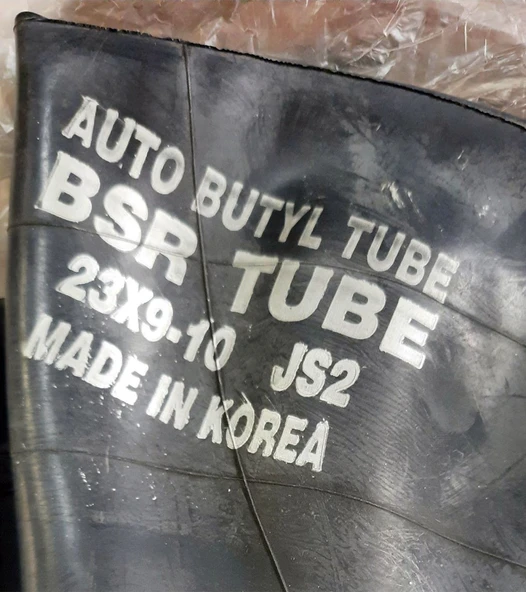 AUTO BUTYL TUBE
BSR TUBE
23X9-10 JS2
MADE IN KOREA